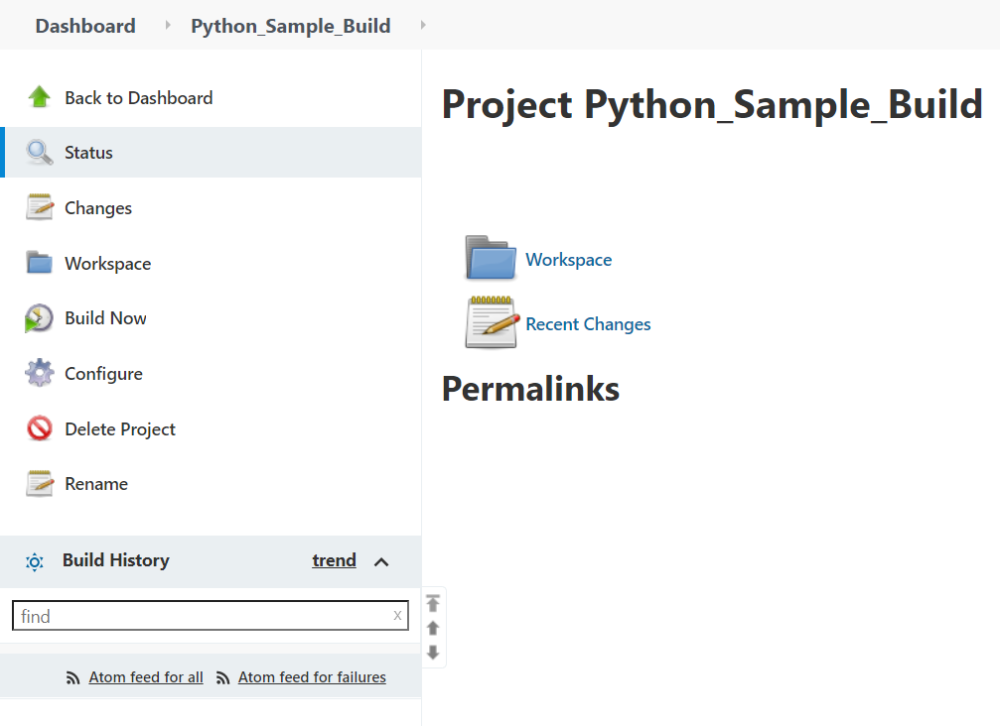 Dashboard Python_Sample_Build
Back to Dashboard
Status
Changes
Workspace
Build Now
Configure
Delete Project
Rename
Build History trend
find x
Atom feed for all Atom feed for failures
Project Python_Sample_Build
Workspace
Recent Changes
Permalinks